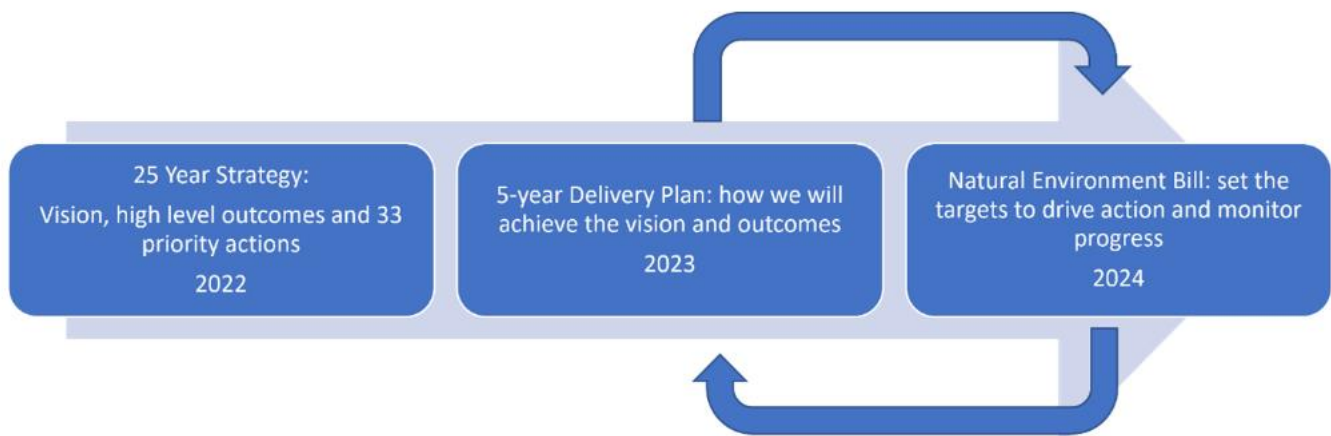 25 Year Strategy:
Vision, high level outcomes and 33
priority actions
2022
5-year Delivery Plan: how we will
achieve the vision and outcomes
2023
Natural Environment Bill: set the
targets to drive action and monitor
progress
2024